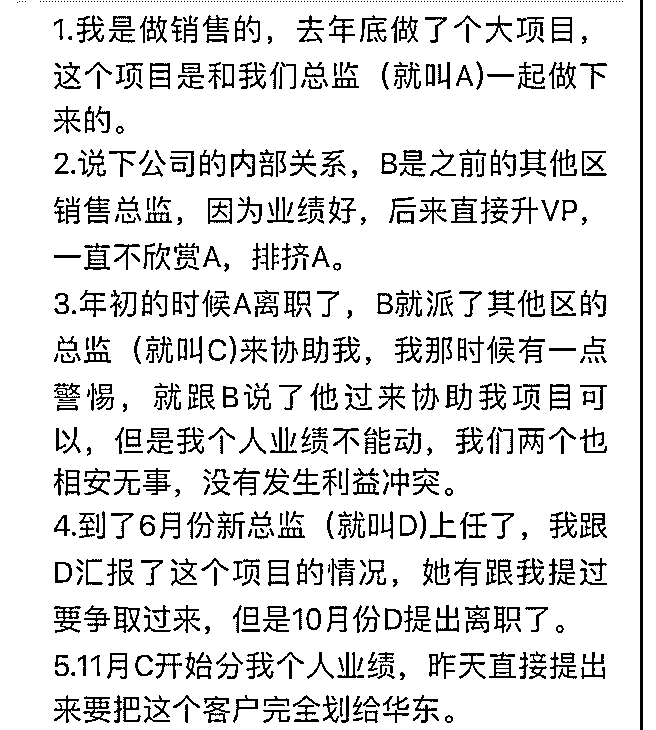 1.我是做销售的，去年底做了个大项目，
这个项目是和我们总监（就叫A)一起做下
来的。
2.说下公司的内部关系，B是之前的其他区
销售总监，因为业绩好，后来直接升VP，
一直不欣赏A，排挤A。
3.年初的时候A离职了，B就派了其他区的
总监（就叫C)来协助我，我那时候有一点
警惕，就跟B说了他过来协助我项目可
以，但是我个人业绩不能动，我们两个也
相安无事，没有发生利益冲突。
4.到了6月份新总监（就叫D)上任了，我跟
D汇报了这个项目的情况，她有跟我提过
要争取过来，但是10月份D提出离职了。
5.11月C开始分我个人业绩，昨天直接提出
来要把这个客户完全划给华东。